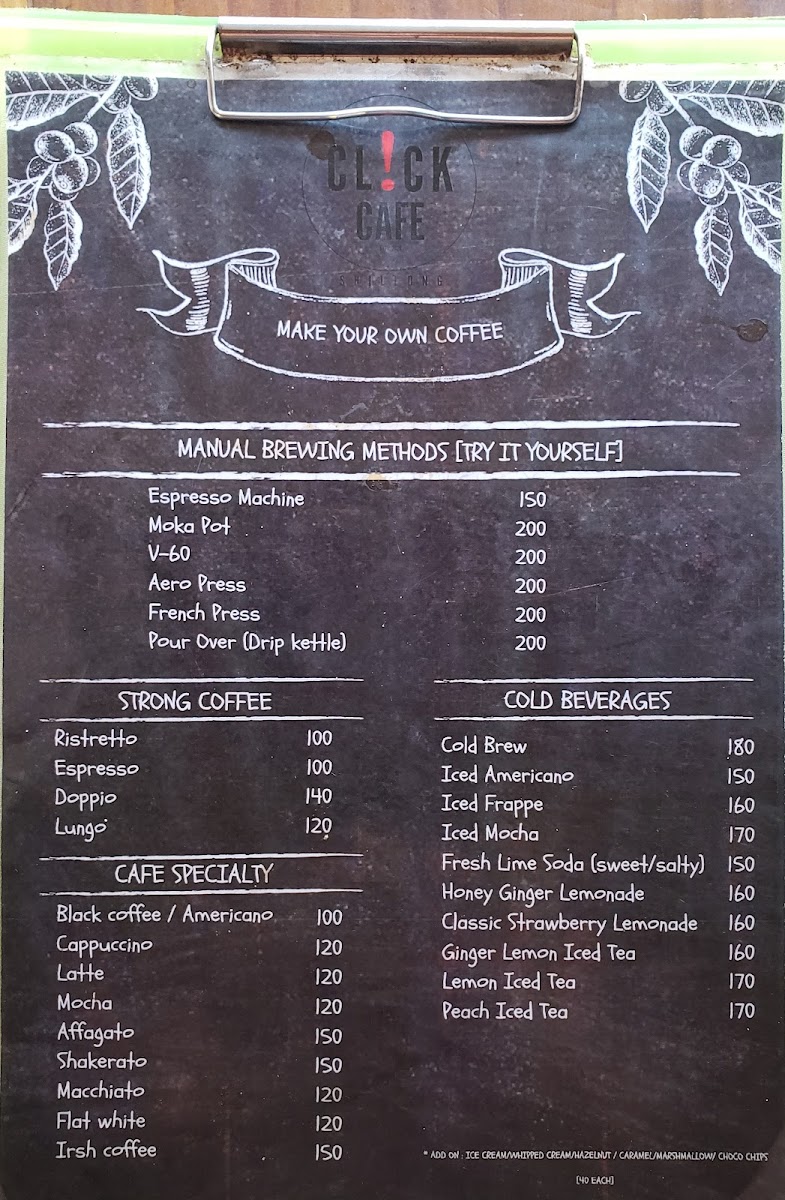 CL!CK
CAFE
SHILLONG
MAKE YOUR OWN COFFEE
MANUAL BREWING METHODS [TRY IT YOURSELF]
Espresso Machine 150
Moka Pot 200
V-60 200
Aero Press 200
French Press 200
Pour Over (Drip kettle) 200
STRONG COFFEE
Ristretto 100
Espresso 100
Doppio 140
Lungo 120
CAFE SPECIALTY
Black coffee / Americano 100
Cappuccino 120
Latte 120
Mocha 120
Affagato 150
Shakerato 150
Macchiato 120
Flat white 120
Irsh coffee 150
COLD BEVERAGES
Cold Brew 180
Iced Americano 150
Iced Frappe 160
Iced Mocha 170
Fresh Lime Soda (sweet/salty) 150
Honey Ginger Lemonade 160
Classic Strawberry Lemonade 160
Ginger Lemon Iced Tea 160
Lemon Iced Tea 170
Peach Iced Tea 170
* ADD ON : ICE CREAM/WHIPPED CREAM/HAZELNUT / CARAMEL/MARSHMALLOW/ CHOCO CHIPS
[40 EACH]